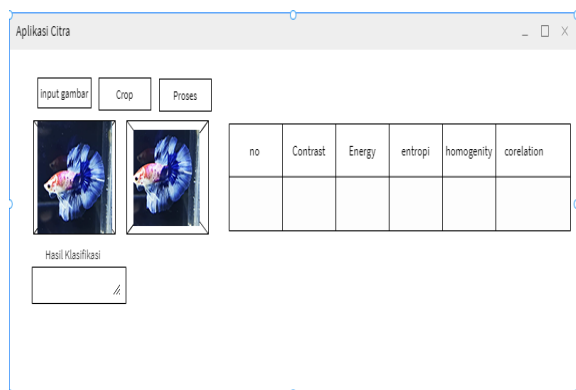 Aplikasi Citra
input gambar Crop Proses
no Contrast Energy entropi homogenity corelation
Hasil Klasifikasi